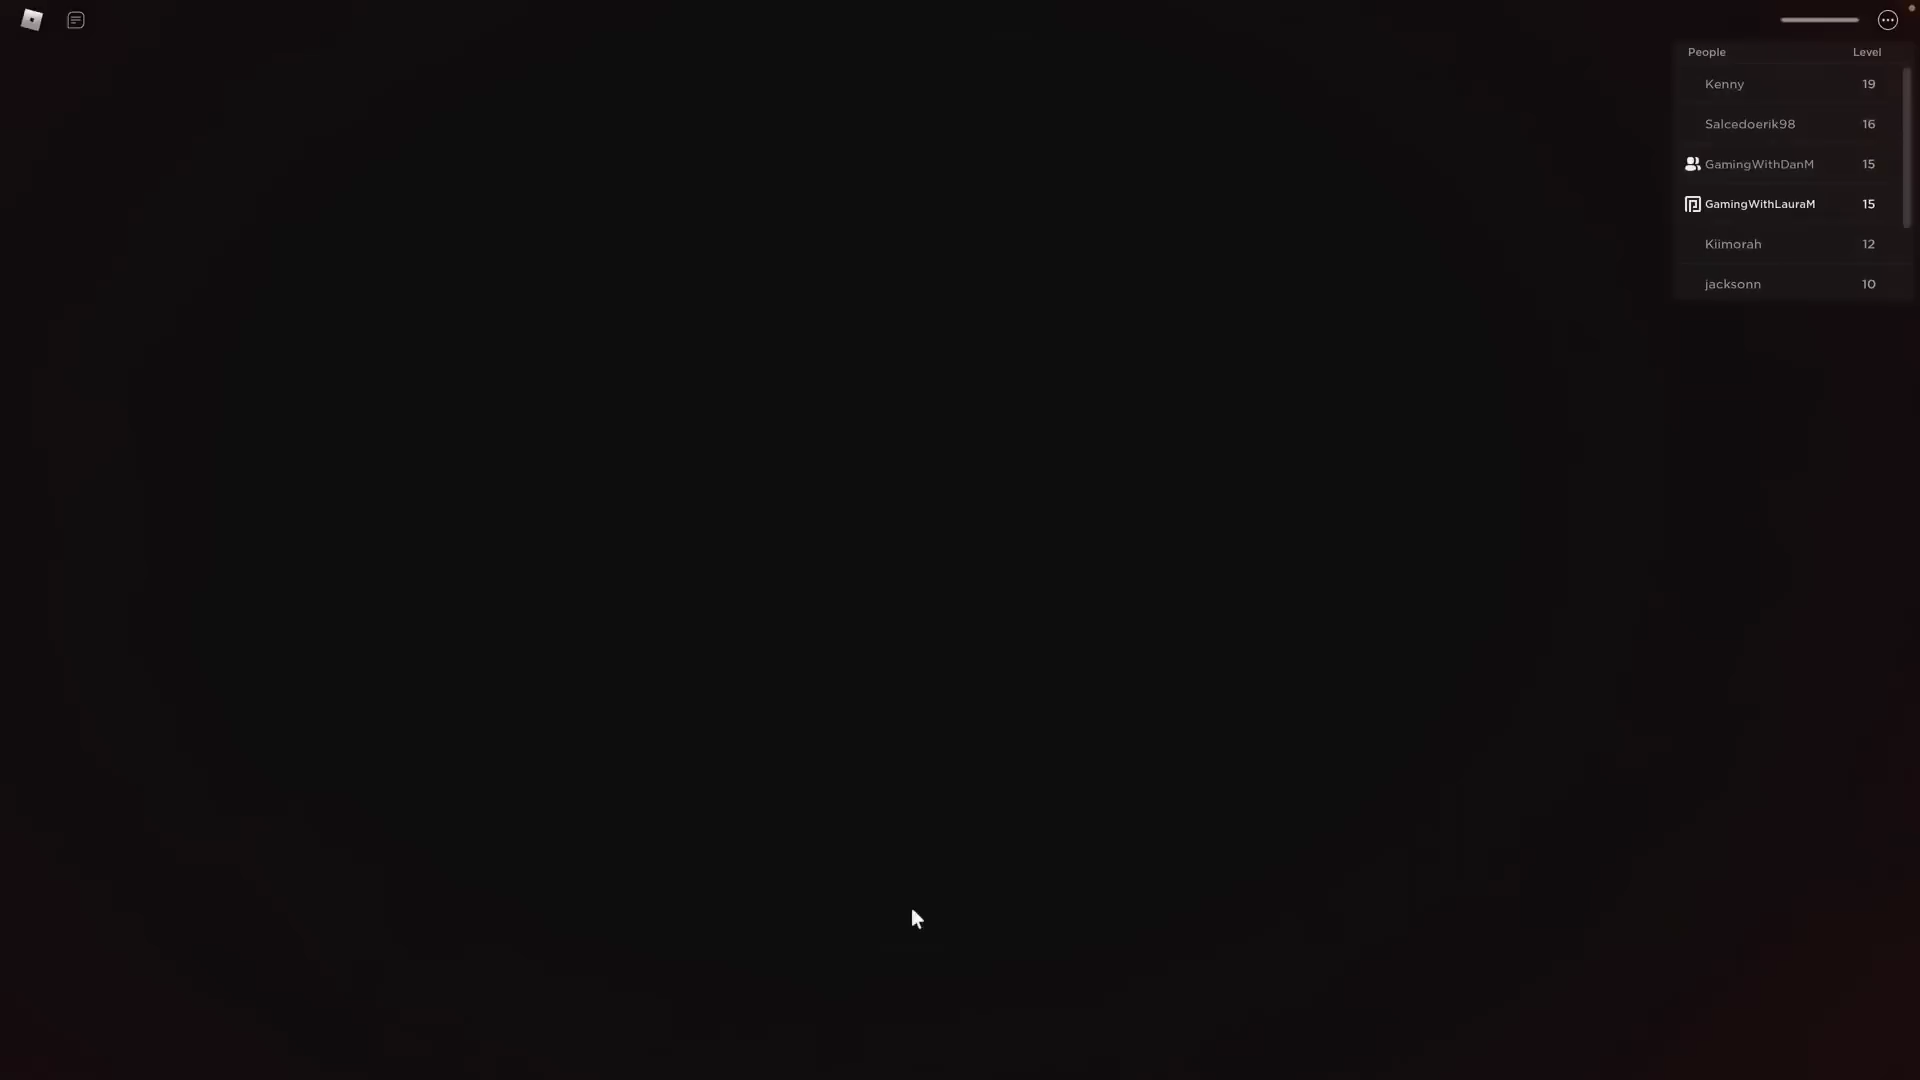 People Level
Kenny 19
Salcedoerik98 16
GamingWithDanM 15
GamingWithLauraM 15
Kiimorah 12
jacksonn 10